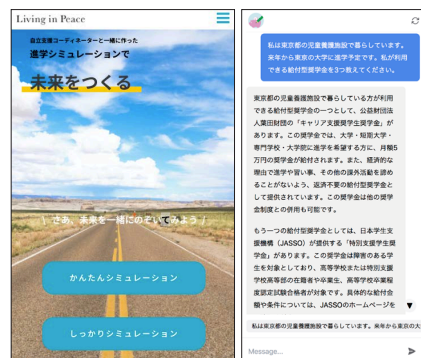 Living in Peace
自立支援コーディネーターと一緒に作った
進学シミュレーションで
未来をつくる
\ さあ、未来を一緒にのぞいてみよう /
かんたんシミュレーション
しっかりシミュレーション
私は東京都の児童養護施設で暮らしています。
来年から東京の大学に進学予定です。私が利用
できる給付型奨学金を3つ教えてください。
東京都の児童養護施設で暮らしている方が利用
できる給付型奨学金の一つとして、公益財団法
人葉田財団の「キャリア支援奨学生奨学金」が
あります。この奨学金では、大学・短期大学・
専門学校・大学院に進学を希望する方に、月額5
万円の奨学金が給付されます。また、経済的な
理由で進学や習い事、その他の課外活動を諦め
ることがないよう、返済不要の給付型奨学金と
して提供されています。この奨学金は他の奨学
金制度との併用も可能です。
もう一つの給付型奨学金としては、日本学生支
援機構（JASSO）が提供する「特別支援学生奨
学金」があります。この奨学金は障害のある学
生を対象としており、高等学校または特別支援
学校高等部の在籍者や卒業生、高等学校卒業程
度認定試験合格者が対象です。具体的な給付金
額や条件については、JASSOのホームページを
私は東京都の児童養護施設で暮らしています。来年から東京の大
Message...